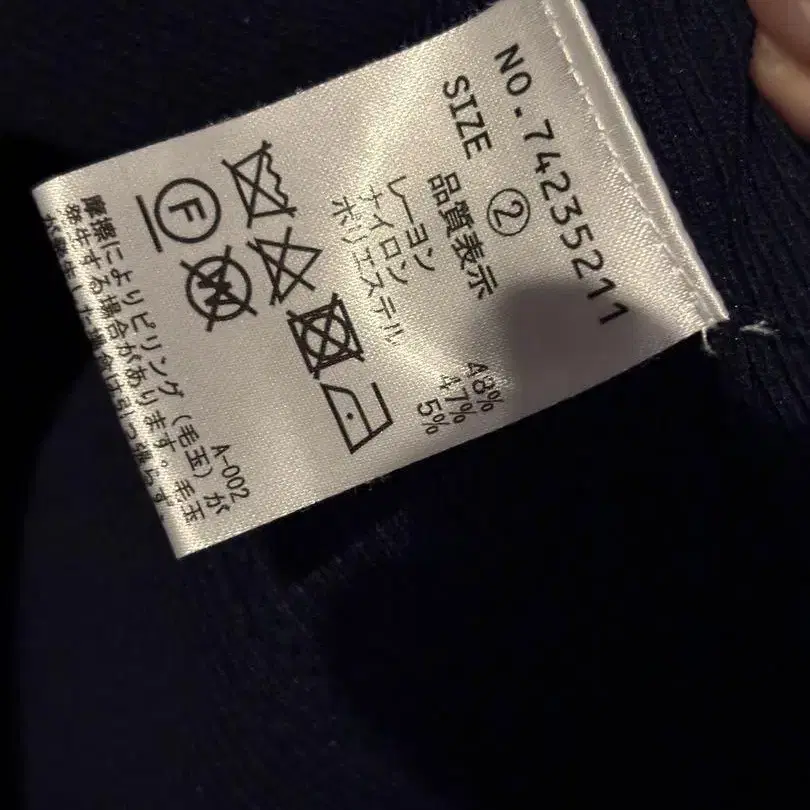 NO.74235211
SIZE ②
品質表示
レーヨン 48%
ナイロン 47%
ポリエステル 5%
F
W
A-002
摩擦によりピリング（毛玉）が
発生する場合があります。毛玉